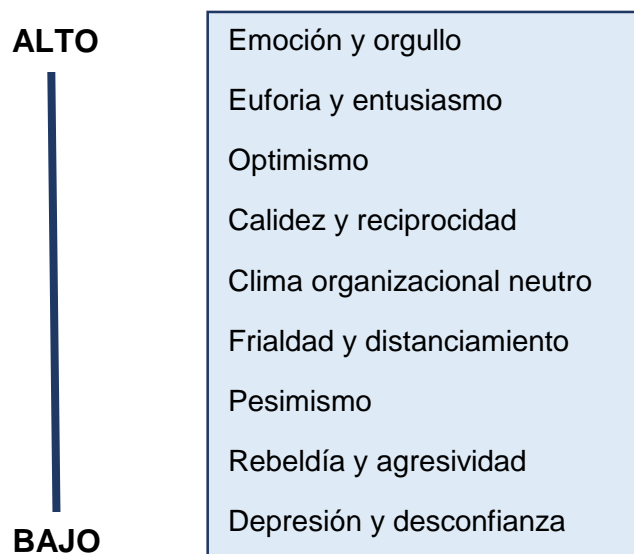 ALTO
Emoción y orgullo
Euforia y entusiasmo
Optimismo
Calidez y reciprocidad
Clima organizacional neutro
Frialdad y distanciamiento
Pesimismo
Rebeldía y agresividad
Depresión y desconfianza
BAJO